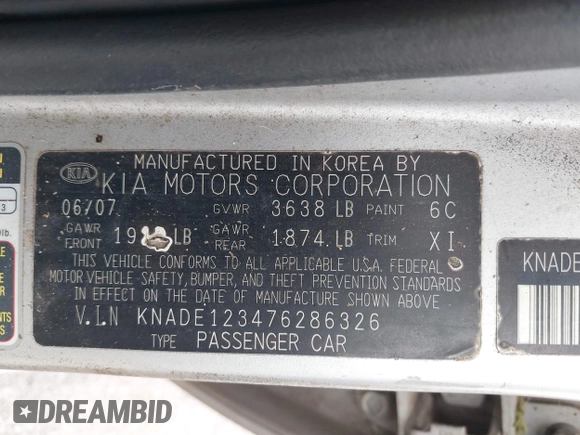 MANUFACTURED IN KOREA BY
KIA KIA MOTORS CORPORATION
06/07 GVWR 3638 LB PAINT 6C
GAWR FRONT LB GAWR REAR 1874 LB TRIM XI
THIS VEHICLE CONFORMS TO ALL APPLICABLE U.S.A. FEDERAL
MOTOR VEHICLE SAFETY, BUMPER, AND THEFT PREVENTION STANDARDS
IN EFFECT ON THE DATE OF MANUFACTURE SHOWN ABOVE.
V.I.N KNADE123476286326
TYPE PASSENGER CAR
KNADE
DREAMBID